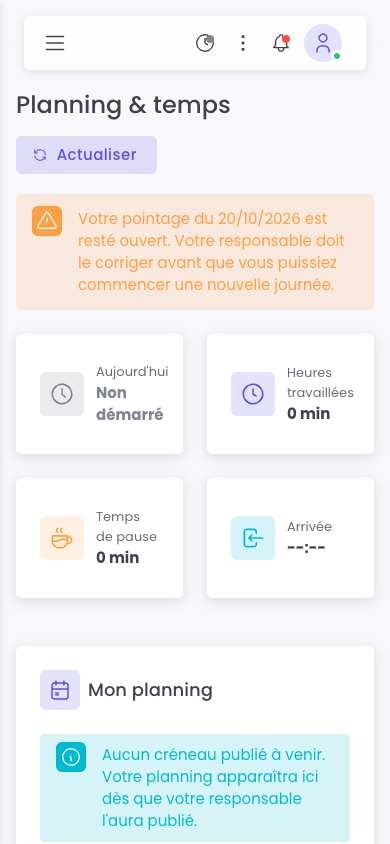 Planning & temps
Actualiser
Votre pointage du 20/10/2026 est
resté ouvert. Votre responsable doit
le corriger avant que vous puissiez
commencer une nouvelle journée.
Aujourd'hui
Non
démarré
Heures
travaillées
0 min
Temps
de pause
0 min
Arrivée
--:--
Mon planning
Aucun créneau publié à venir.
Votre planning apparaîtra ici
dès que votre responsable
l'aura publié.